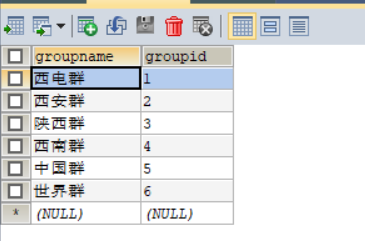 groupname groupid
西电群 1
西安群 2
陕西群 3
西南群 4
中国群 5
世界群 6
* (NULL) (NULL)